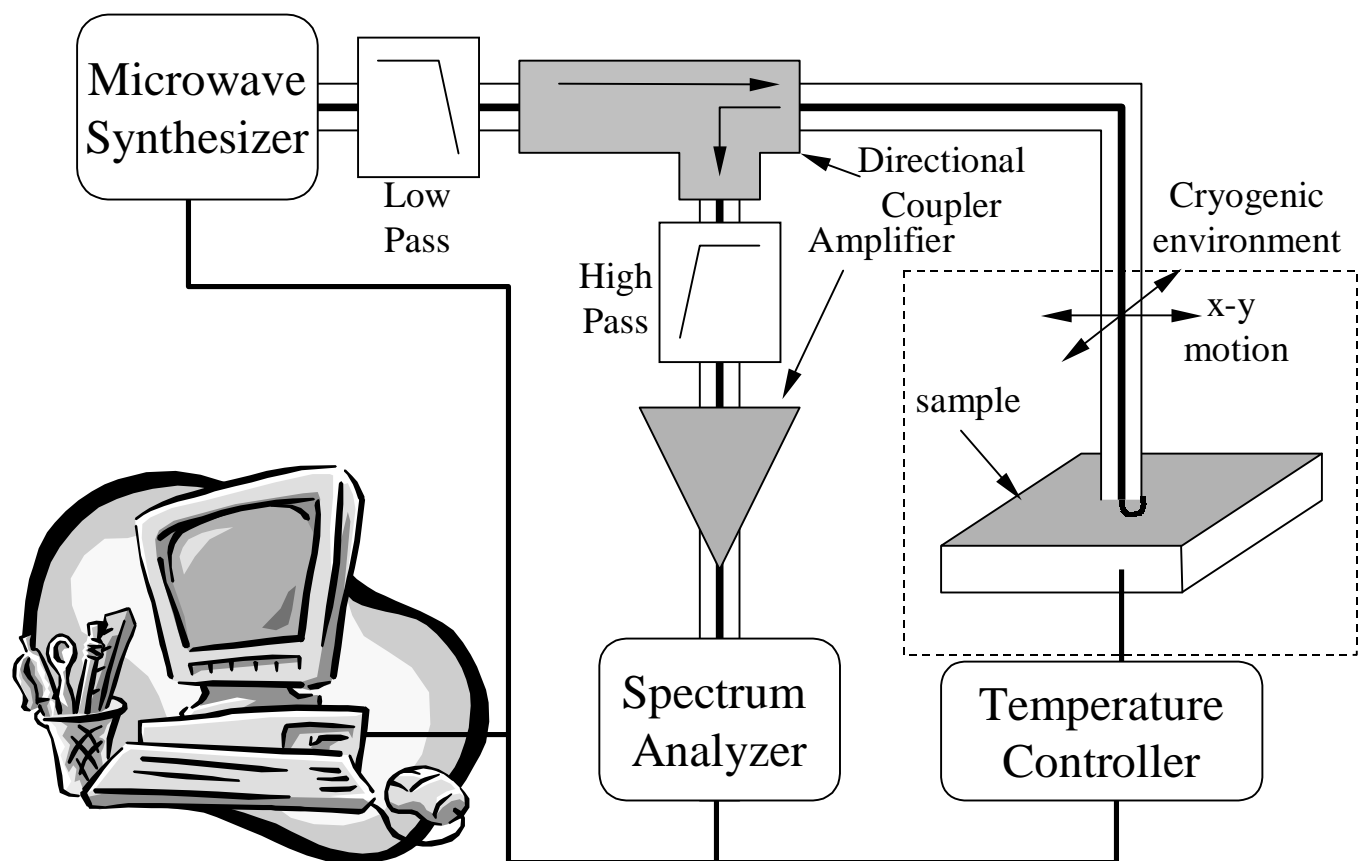 Microwave
Synthesizer
Low
Pass
Directional
Coupler
Amplifier
High
Pass
Cryogenic
environment
x-y
motion
sample
Spectrum
Analyzer
Temperature
Controller